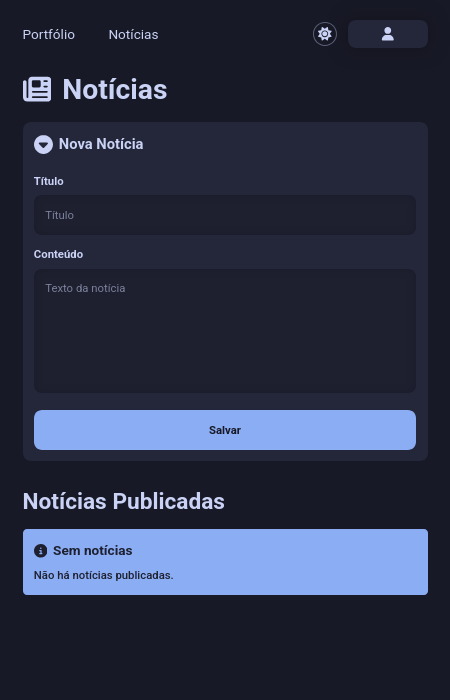 Portfólio Notícias
Notícias
Nova Notícia
Título
Título
Conteúdo
Texto da notícia
Salvar
Notícias Publicadas
Sem notícias
Não há notícias publicadas.